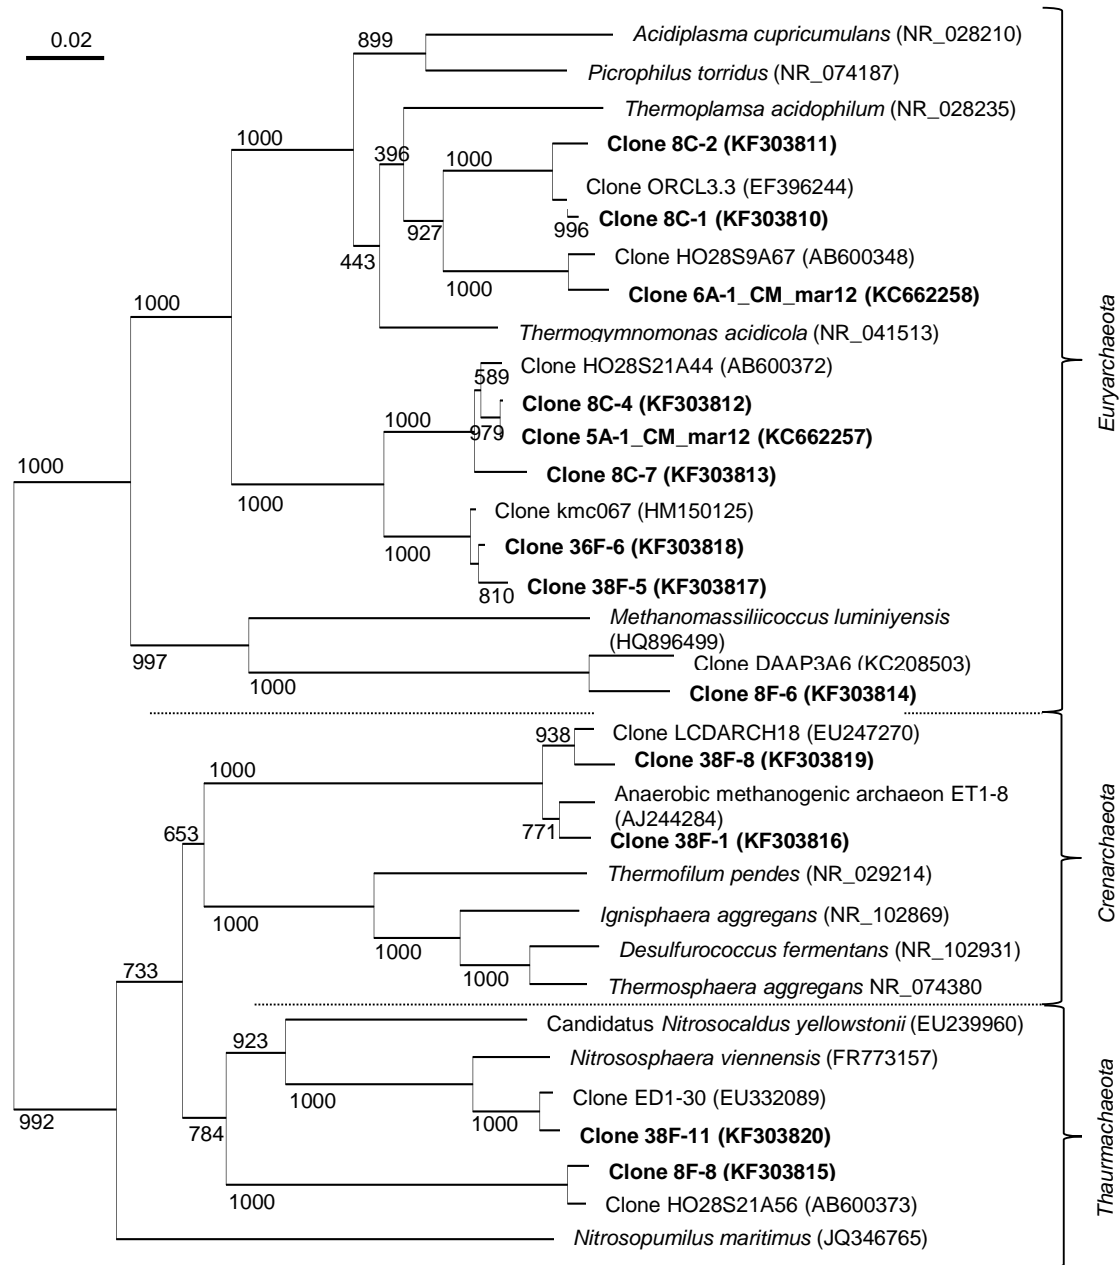 0.02
899
Acidiplasma cupricumulans (NR_028210)
Picrophilus torridus (NR_074187)
Thermoplamsa acidophilum (NR_028235)
1000
396
1000
Clone 8C-2 (KF303811)
Clone ORCL3.3 (EF396244)
Clone 8C-1 (KF303810)
996
927
443
Clone HO28S9A67 (AB600348)
1000
Clone 6A-1_CM_mar12 (KC662258)
1000
Thermogymnomonas acidicola (NR_041513)
Clone HO28S21A44 (AB600372)
589
Clone 8C-4 (KF303812)
1000
979
Clone 5A-1_CM_mar12 (KC662257)
1000
Clone 8C-7 (KF303813)
1000
Clone kmc067 (HM150125)
Clone 36F-6 (KF303818)
1000
Clone 38F-5 (KF303817)
810
Methanomassiliicoccus luminiyensis
(HQ896499)
997
Clone DAAP3A6 (KC208503)
1000
Clone 8F-6 (KF303814)
Euryarchaeota
938
Clone LCDARCH18 (EU247270)
Clone 38F-8 (KF303819)
1000
Anaerobic methanogenic archaeon ET1-8
(AJ244284)
771
Clone 38F-1 (KF303816)
653
Thermofilum pendes (NR_029214)
1000
Ignisphaera aggregans (NR_102869)
1000
Desulfurococcus fermentans (NR_102931)
1000
Thermosphaera aggregans NR_074380
733
Crenarchaeota
Candidatus Nitrosocaldus yellowstonii (EU239960)
923
Nitrososphaera viennensis (FR773157)
1000
Clone ED1-30 (EU332089)
1000
Clone 38F-11 (KF303820)
992
784
Clone 8F-8 (KF303815)
1000
Clone HO28S21A56 (AB600373)
Nitrosopumilus maritimus (JQ346765)
Thaurmachaeota